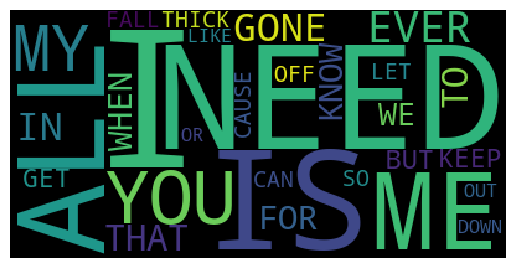 FALL THICK GONE EVER
MY LIKE
I NEED
ALL WHEN CAUSE OFF KNOW LET TO
IN OR WE
IS BUT KEEP
GET YOU CAN SO ME OUT
THAT FOR DOWN